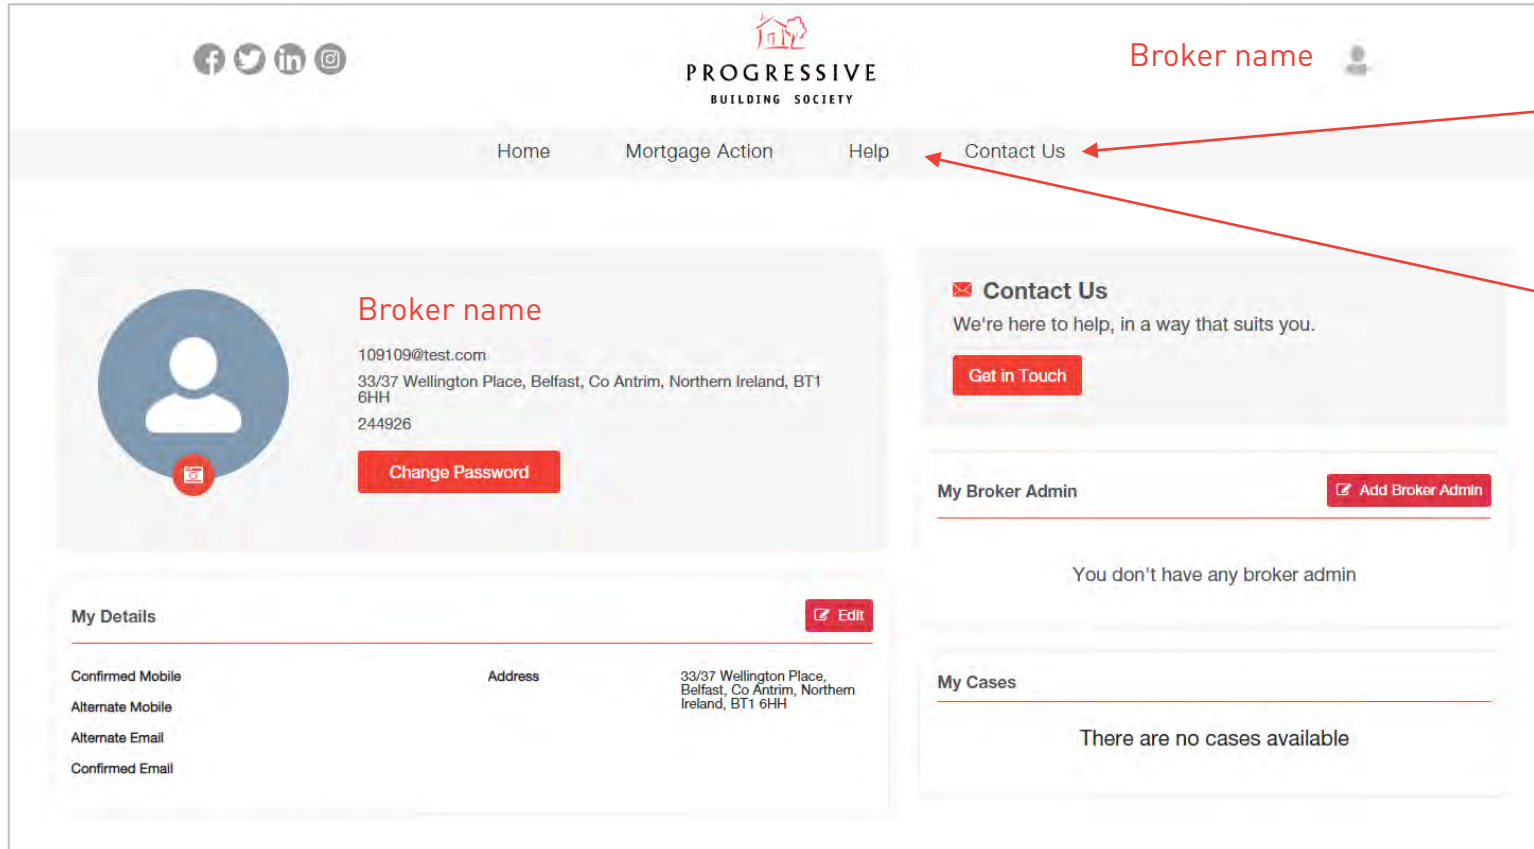 PROGRESSIVE
BUILDING SOCIETY
Broker name
Home Mortgage Action Help Contact Us
Broker name
109109@test.com
33/37 Wellington Place, Belfast, Co Antrim, Northern Ireland, BT1
6HH
244926
Change Password
Contact Us
We're here to help, in a way that suits you.
Get in Touch
My Broker Admin
Add Broker Admin
You don't have any broker admin
My Details
Edit
Confirmed Mobile
Alternate Mobile
Alternate Email
Confirmed Email
Address
33/37 Wellington Place,
Belfast, Co Antrim, Northern
Ireland, BT1 6HH
My Cases
There are no cases available